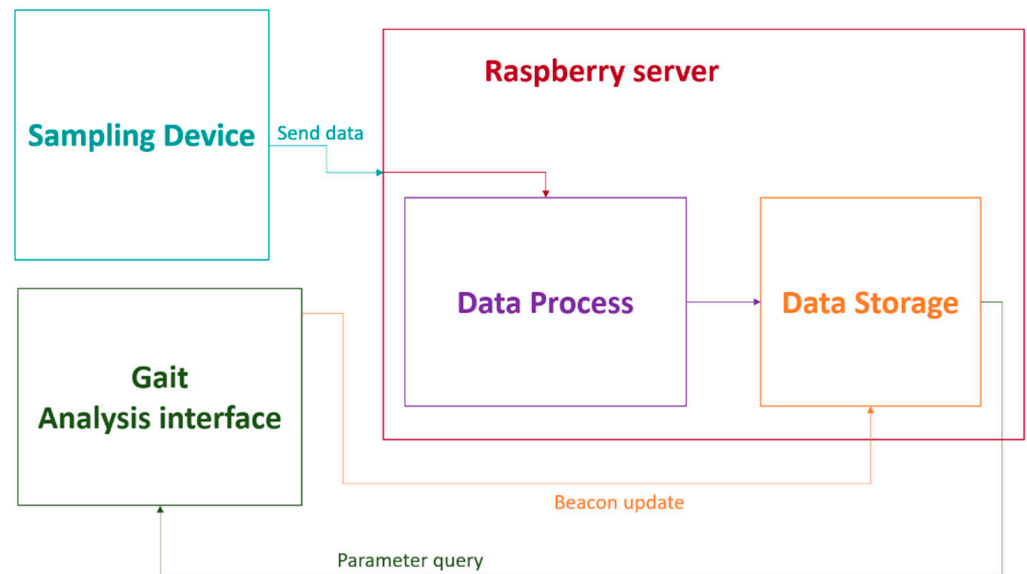 Raspberry server
Sampling Device
Send data
Data Process
Data Storage
Gait
Analysis interface
Beacon update
Parameter query